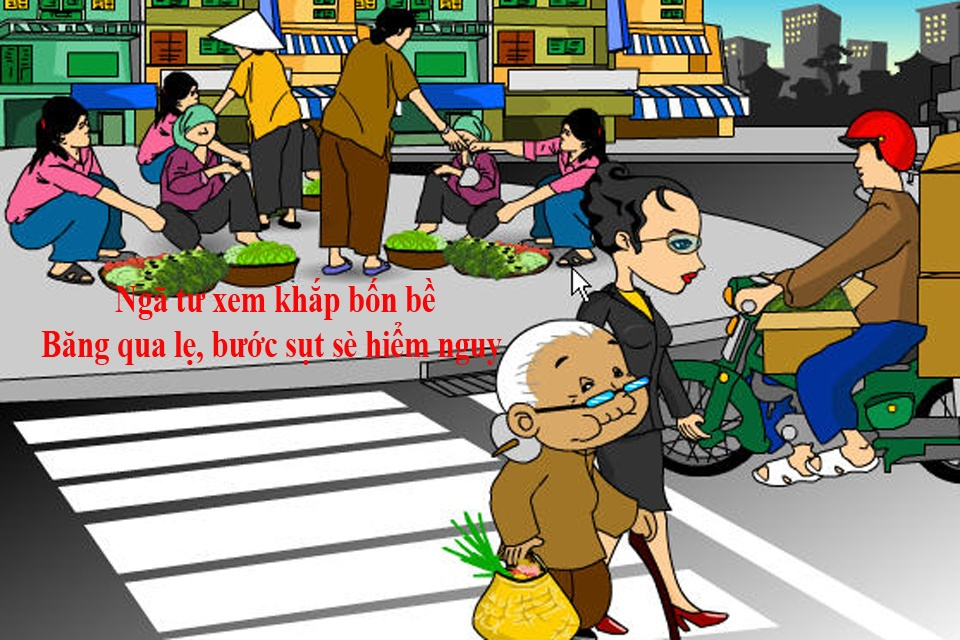 Ngã tư xem khắp bốn bề
Băng qua lẹ, bước sụt sè hiểm nguy